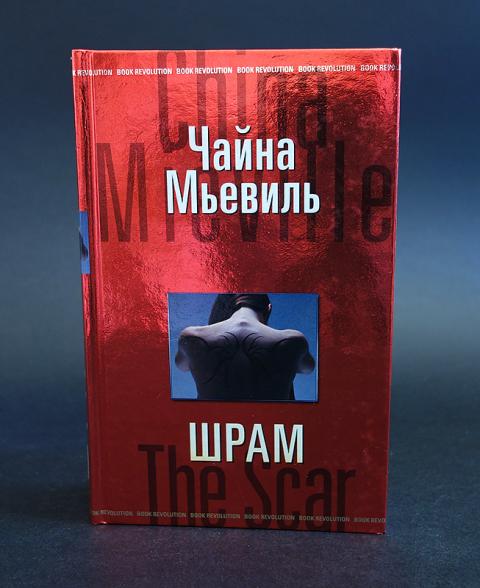 BOOK REVOLUTION BOOK REVOLUTION BOOK REVOLUTION BOOK REVOLUTION BOOK REVOLUTION
China
Чайна
Мьевиль
Mieville
ШРАМ
The Scar
BOOK REVOLUTION BOOK REVOLUTION BOOK REVOLUTION BOOK REVOLUTION